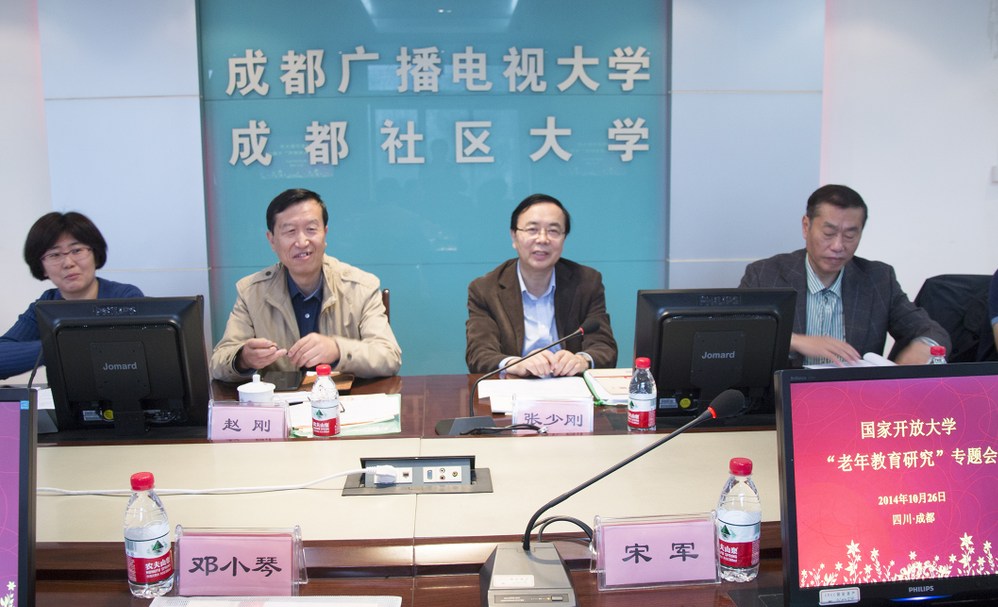 成都广播电视大学
成都社区大学
PHILIPS
PHILIPS
Jomard
Jomard
赵刚
张少刚
国家开放大学
“老年教育研究”专题会
2014年10月26日
四川·成都
PHILIPS
农夫山泉
邓小琴
宋军